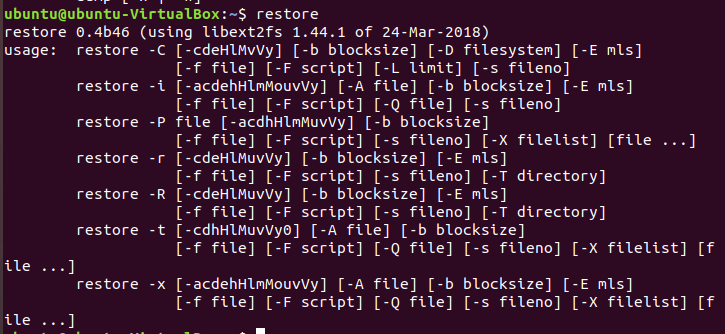 ubuntu@ubuntu-VirtualBox:~$ restore
restore 0.4b46 (using libext2fs 1.44.1 of 24-Mar-2018)
usage:  restore -C [-cdeHlMvVy] [-b blocksize] [-D filesystem] [-E mls]
                   [-f file] [-F script] [-L limit] [-s fileno]
        restore -i [-acdehHlmMouvVy] [-A file] [-b blocksize] [-E mls]
                   [-f file] [-F script] [-Q file] [-s fileno]
        restore -P file [-acdhHlmMuvVy] [-b blocksize]
                   [-f file] [-F script] [-s fileno] [-X filelist] [file ...]
        restore -r [-cdeHlMuvVy] [-b blocksize] [-E mls]
                   [-f file] [-F script] [-s fileno] [-T directory]
        restore -R [-cdeHlMuvVy] [-b blocksize] [-E mls]
                   [-f file] [-F script] [-s fileno] [-T directory]
        restore -t [-cdhHlMuvVy0] [-A file] [-b blocksize]
                   [-f file] [-F script] [-Q file] [-s fileno] [-X filelist] [f
ile ...]
        restore -x [-acdehHlmMouvVy] [-A file] [-b blocksize] [-E mls]
                   [-f file] [-F script] [-Q file] [-s fileno] [-X filelist] [f
ile ...]